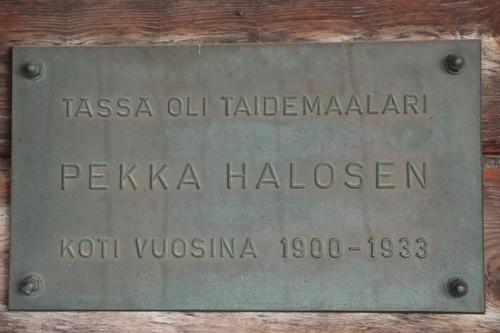 TÄSSÄ OLI TAIDEMAALARI
PEKKA HALOSEN
KOTI VUOSINA 1900-1933